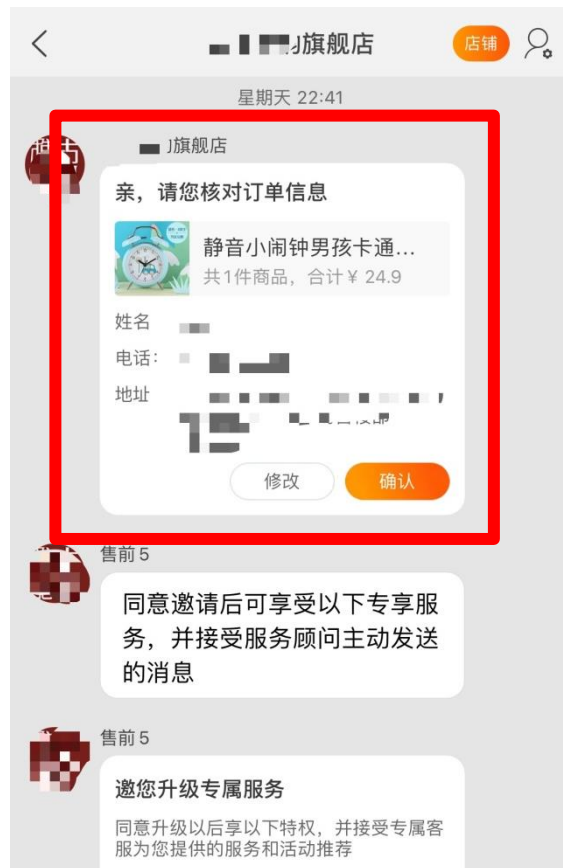 旗舰店
店铺
星期天 22:41
旗舰店
亲，请您核对订单信息
静音小闹钟男孩卡通...
共1件商品，合计￥ 24.9
姓名
电话：
地址
修改
确认
售前5
同意邀请后可享受以下专享服
务，并接受服务顾问主动发送
的消息
售前5
邀您升级专属服务
同意升级以后享以下特权，并接受专属客
服为您提供的服务和活动推荐